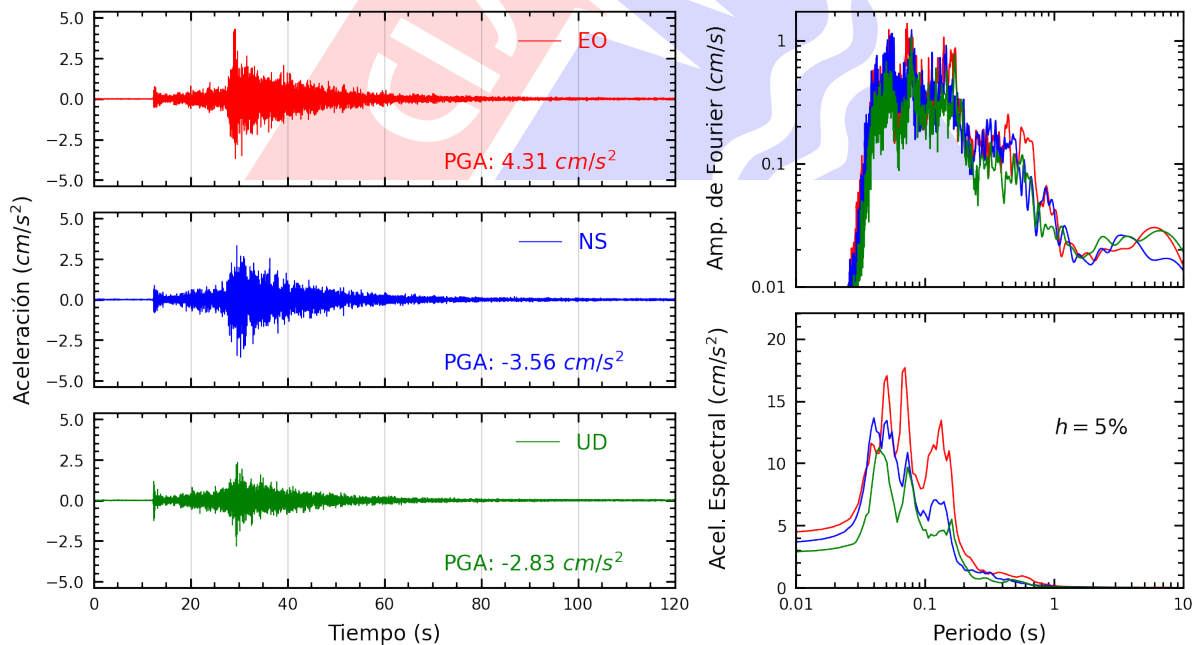 Aceleración (cm/s²)
5.0
2.5
0.0
−2.5
−5.0
EO
PGA: 4.31 cm/s²
5.0
2.5
0.0
−2.5
−5.0
NS
PGA: -3.56 cm/s²
5.0
2.5
0.0
−2.5
−5.0
UD
PGA: -2.83 cm/s²
0 20 40 60 80 100 120
Tiempo (s)
Amp. de Fourier (cm/s)
1
0.1
0.01
Acel. Espectral (cm/s²)
20
15
10
5
0
h = 5%
0.01 0.1 1 10
Periodo (s)